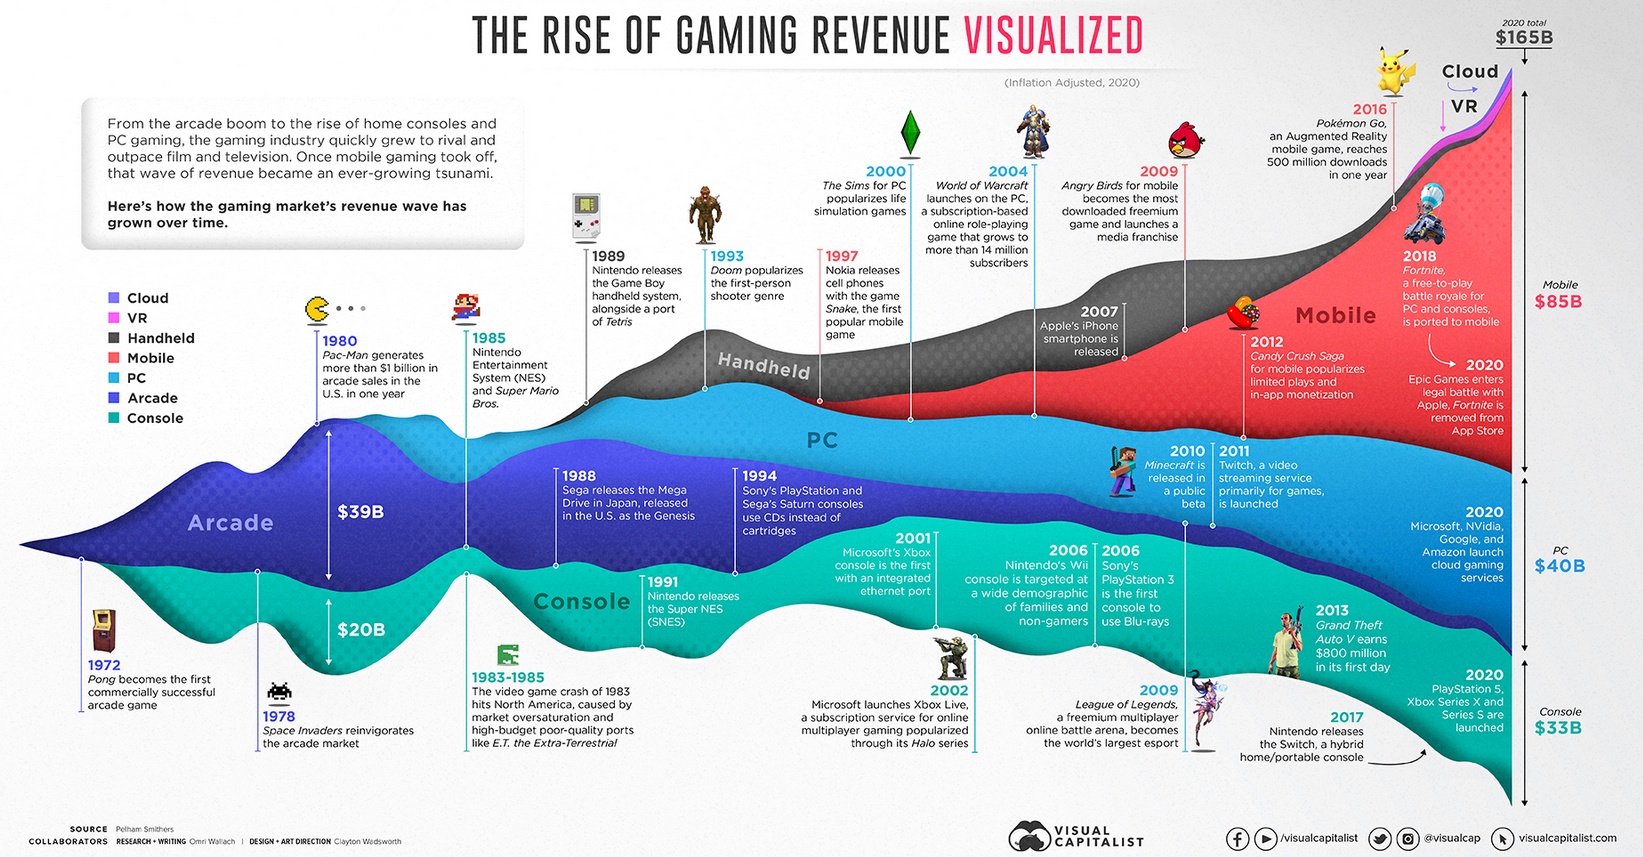 THE RISE OF GAMING REVENUE VISUALIZED
(Inflation Adjusted, 2020)
2020 total
$165B
From the arcade boom to the rise of home consoles and
PC gaming, the gaming industry quickly grew to rival and
outpace film and television. Once mobile gaming took off,
that wave of revenue became an ever-growing tsunami.
Here's how the gaming market's revenue wave has
grown over time.
Cloud
VR
Handheld
Mobile
PC
Arcade
Console
1980
Pac-Man generates
more than $1 billion in
arcade sales in the
U.S. in one year
1985
Nintendo
Entertainment
System (NES)
and Super Mario
Bros.
1989
Nintendo releases
the Game Boy
handheld system,
alongside a port
of Tetris
1993
Doom popularizes
the first-person
shooter genre
1997
Nokia releases
cell phones
with the game
Snake, the first
popular mobile
game
2000
The Sims for PC
popularizes life
simulation games
2004
World of Warcraft
launches on the PC,
a subscription-based
online role-playing
game that grows to
more than 14 million
subscribers
2009
Angry Birds for mobile
becomes the most
downloaded freemium
game and launches a
media franchise
2016
Pokémon Go,
an Augmented Reality
mobile game, reaches
500 million downloads
in one year
Cloud
VR
2007
Apple's iPhone
smartphone is
released
2012
Candy Crush Saga
for mobile popularizes
limited plays and
in-app monetization
2018
Fortnite,
a free-to-play
battle royale for
PC and consoles,
is ported to mobile
2020
Epic Games enters
legal battle with
Apple, Fortnite is
removed from
App Store
Handheld
Mobile
PC
Arcade
Console
$39B
$20B
1988
Sega releases the Mega
Drive in Japan, released
in the U.S. as the Genesis
1994
Sony's PlayStation and
Sega's Saturn consoles
use CDs instead of
cartridges
2010
Minecraft is
released in
a public
beta
2011
Twitch, a video
streaming service
primarily for games,
is launched
2020
Microsoft, NVidia,
Google, and
Amazon launch
cloud gaming
services
1991
Nintendo releases
the Super NES
(SNES)
2001
Microsoft's Xbox
console is the first
with an integrated
ethernet port
2006
Nintendo's Wii
console is targeted at
a wide demographic
of families and
non-gamers
2006
Sony's
PlayStation 3
is the first
console to
use Blu-rays
2013
Grand Theft
Auto V earns
$800 million
in its first day
2020
PlayStation 5,
Xbox Series X and
Series S are
launched
1972
Pong becomes the first
commercially successful
arcade game
1978
Space Invaders reinvigorates
the arcade market
1983-1985
The video game crash of 1983
hits North America, caused by
market oversaturation and
high-budget poor-quality ports
like E.T. the Extra-Terrestrial
2002
Microsoft launches Xbox Live,
a subscription service for online
multiplayer gaming popularized
through its Halo series
2009
League of Legends,
a freemium multiplayer
online battle arena, becomes
the world's largest esport
2017
Nintendo releases
the Switch, a hybrid
home/portable console
Mobile
$85B
PC
$40B
Console
$33B
SOURCE Pelham Smithers
COLLABORATORS RESEARCH + WRITING Omri Wallach | DESIGN + ART DIRECTION Clayton Wadsworth
VISUAL
CAPITALIST
/visualcapitalist
@visualcap
visualcapitalist.com